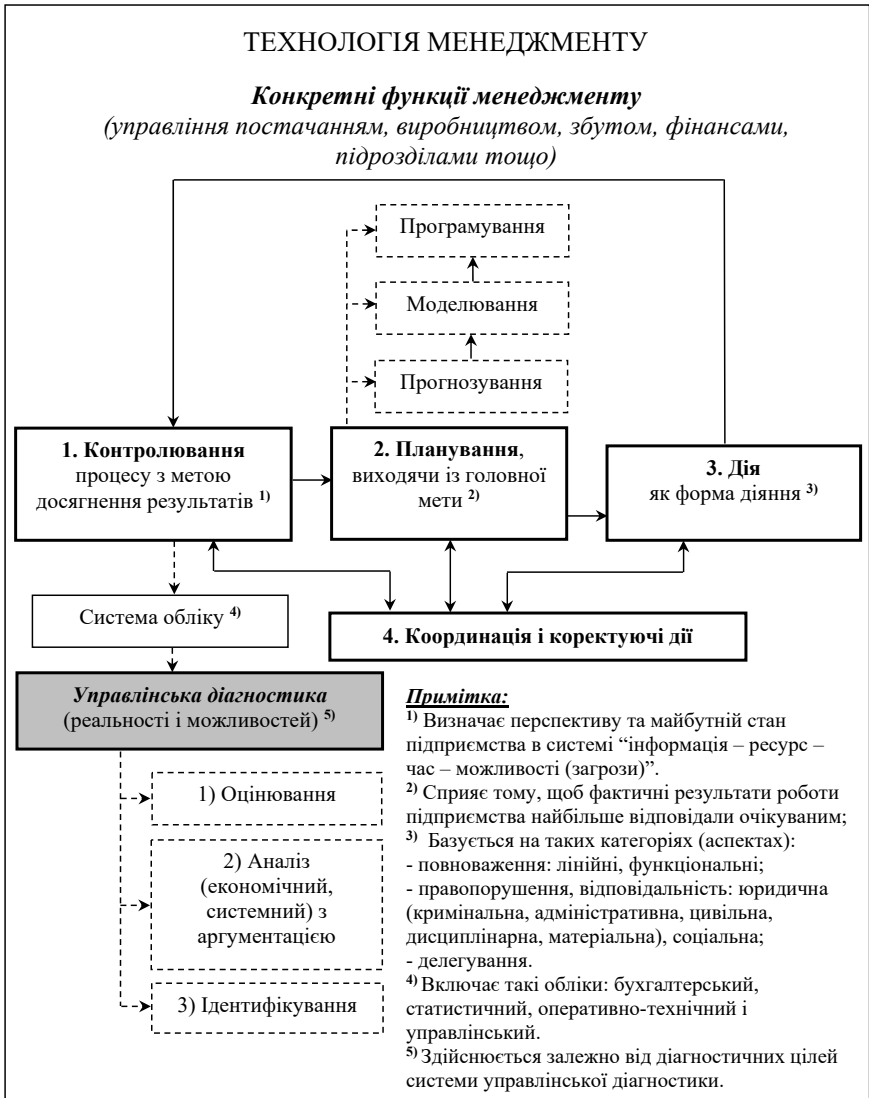 ТЕХНОЛОГІЯ МЕНЕДЖМЕНТУ
Конкретні функції менеджменту
(управління постачанням, виробництвом, збутом, фінансами,
підрозділами тощо)
Програмування
Моделювання
Прогнозування
1. Контролювання
процесу з метою
досягнення результатів 1)
2. Планування,
виходячи із головної
мети 2)
3. Дія
як форма діяння 3)
Система обліку 4)
4. Координація і коректуючі дії
Управлінська діагностика
(реальності і можливостей) 5)
1) Оцінювання
2) Аналіз
(економічний,
системний) з
аргументацією
3) Ідентифікування
Примітка:
1) Визначає перспективу та майбутній стан
підприємства в системі “інформація – ресурс –
час – можливості (загрози)”.
2) Сприяє тому, щоб фактичні результати роботи
підприємства найбільше відповідали очікуваним;
3) Базується на таких категоріях (аспектах):
- повноваження: лінійні, функціональні;
- правопорушення, відповідальність: юридична
(кримінальна, адміністративна, цивільна,
дисциплінарна, матеріальна), соціальна;
- делегування.
4) Включає такі обліки: бухгалтерський,
статистичний, оперативно-технічний і
управлінський.
5) Здійснюється залежно від діагностичних цілей
системи управлінської діагностики.